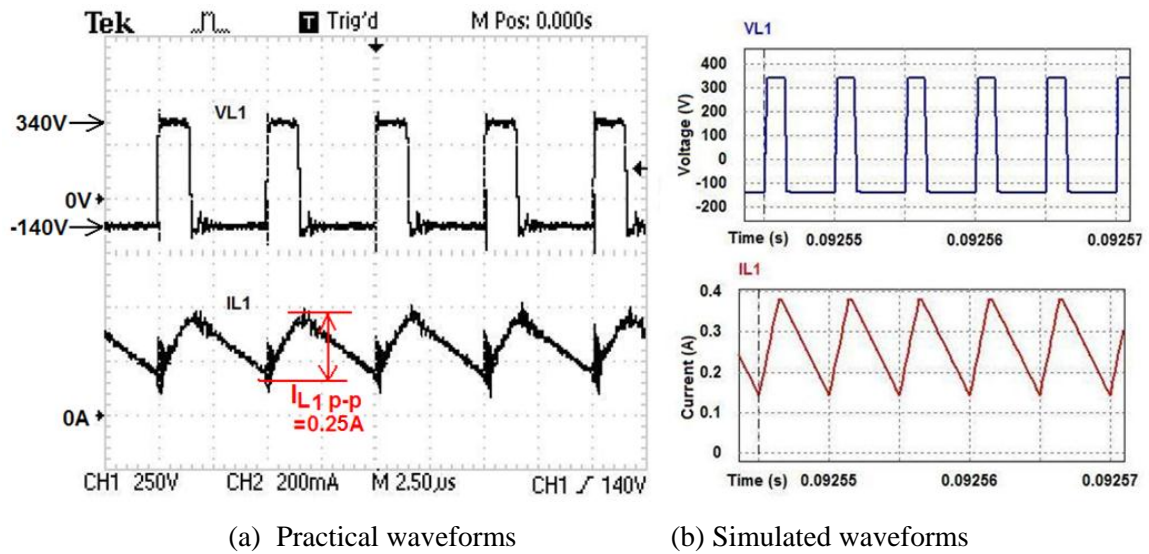 Tek T Trig'd M Pos: 0.000s
VL1
340V
0V
-140V
IL1
IL1 p-p
=0.25A
0A
CH1 250V CH2 200mA M 2.50µs CH1 140V
VL1
Voltage (V)
400
300
200
100
0
-100
-200
Time (s) 0.09255 0.09256 0.09257
IL1
Current (A)
0.4
0.3
0.2
0.1
0
Time (s) 0.09255 0.09256 0.09257
(a) Practical waveforms (b) Simulated waveforms